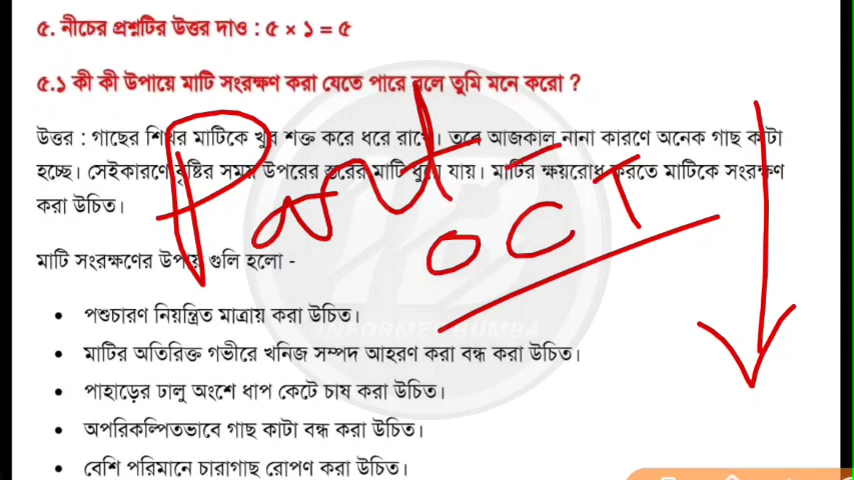 ৫. নীচের প্রশ্নটির উত্তর দাও : ৫ × ১ = ৫
৫.১ কী কী উপায়ে মাটি সংরক্ষণ করা যেতে পারে বলে তুমি মনে করো ?
উত্তর : গাছের শিখর মাটিকে খুব শক্ত করে ধরে রাখে। তবে আজকাল নানা কারণে অনেক গাছ কাটা
হচ্ছে। সেইকারণে বৃষ্টির সময় উপরের স্তরের মাটি ধুয়ে যায়। মাটির ক্ষয়রোধ করতে মাটিকে সংরক্ষণ
করা উচিত।
Part-
OCT
মাটি সংরক্ষণের উপায় গুলি হলো -
• পশুচারণ নিয়ন্ত্রিত মাত্রায় করা উচিত।
• মাটির অতিরিক্ত গভীরে খনিজ সম্পদ আহরণ করা বন্ধ করা উচিত।
• পাহাড়ের ঢালু অংশে ধাপ কেটে চাষ করা উচিত।
• অপরিকল্পিতভাবে গাছ কাটা বন্ধ করা উচিত।
• বেশি পরিমানে চারাগাছ রোপণ করা উচিত।